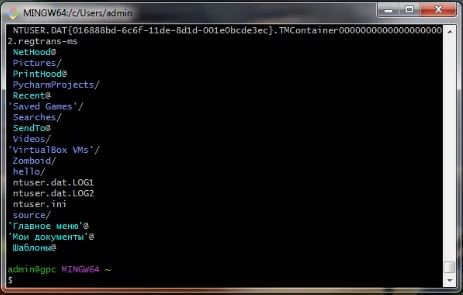 MINGW64:/c/Users/admin
NTUSER.DAT{016888bd-6c6f-11de-8d1d-001e0bcde3ec}.TMContainer00000000000000000000
2.regtrans-ms
NetHood@
Pictures/
PrintHood@
PycharmProjects/
Recent@
'Saved Games'/
Searches/
SendTo@
Videos/
'VirtualBox VMs'/
Zomboid/
hello/
ntuser.dat.LOG1
ntuser.dat.LOG2
ntuser.ini
source/
'Главное меню'@
'Мои документы'@
Шаблоны@
admin@gpc MINGW64 ~
$